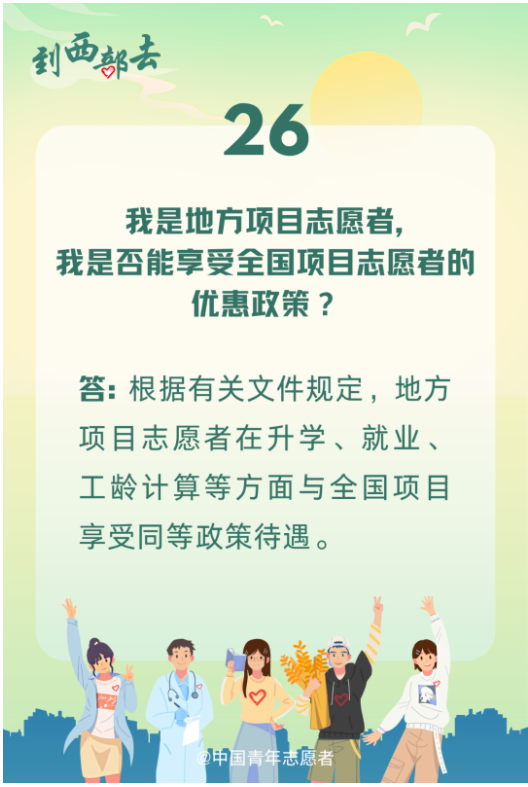 到西部去
26
我是地方项目志愿者,
我是否能享受全国项目志愿者的
优惠政策？
答: 根据有关文件规定，地方
项目志愿者在升学、就业、
工龄计算等方面与全国项目
享受同等政策待遇。
@中国青年志愿者